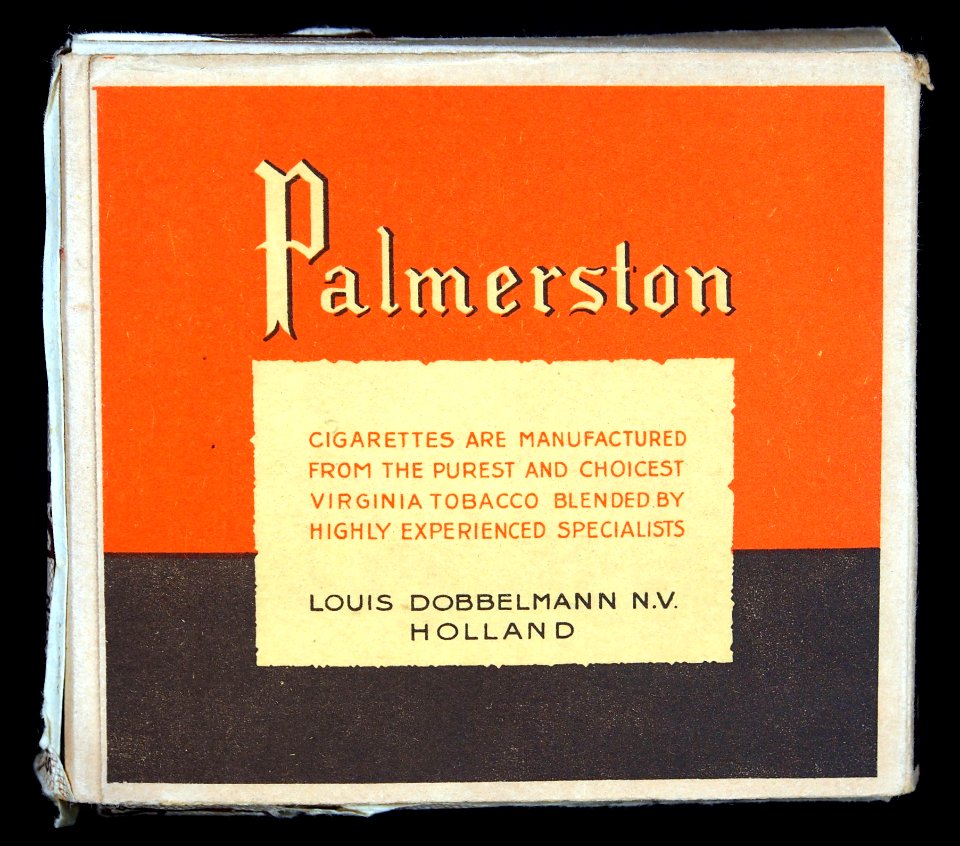 Palmerston
CIGARETTES ARE MANUFACTURED
FROM THE PUREST AND CHOICEST
VIRGINIA TOBACCO BLENDED BY
HIGHLY EXPERIENCED SPECIALISTS
LOUIS DOBBELMANN N.V.
HOLLAND